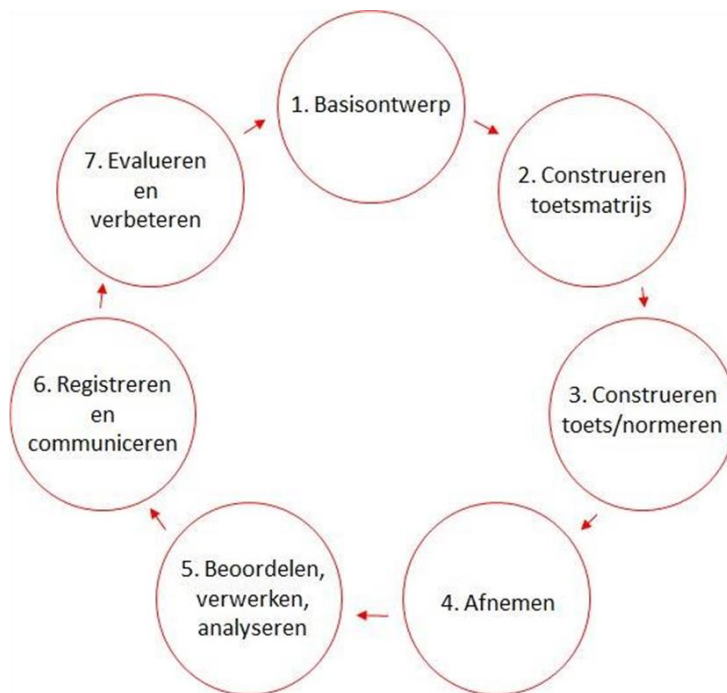 1. Basisontwerp
2. Construeren
toetsmatrijs
3. Construeren
toets/normeren
4. Afnemen
5. Beoordelen,
verwerken,
analyseren
6. Registreren
en
communiceren
7. Evalueren
en
verbeteren